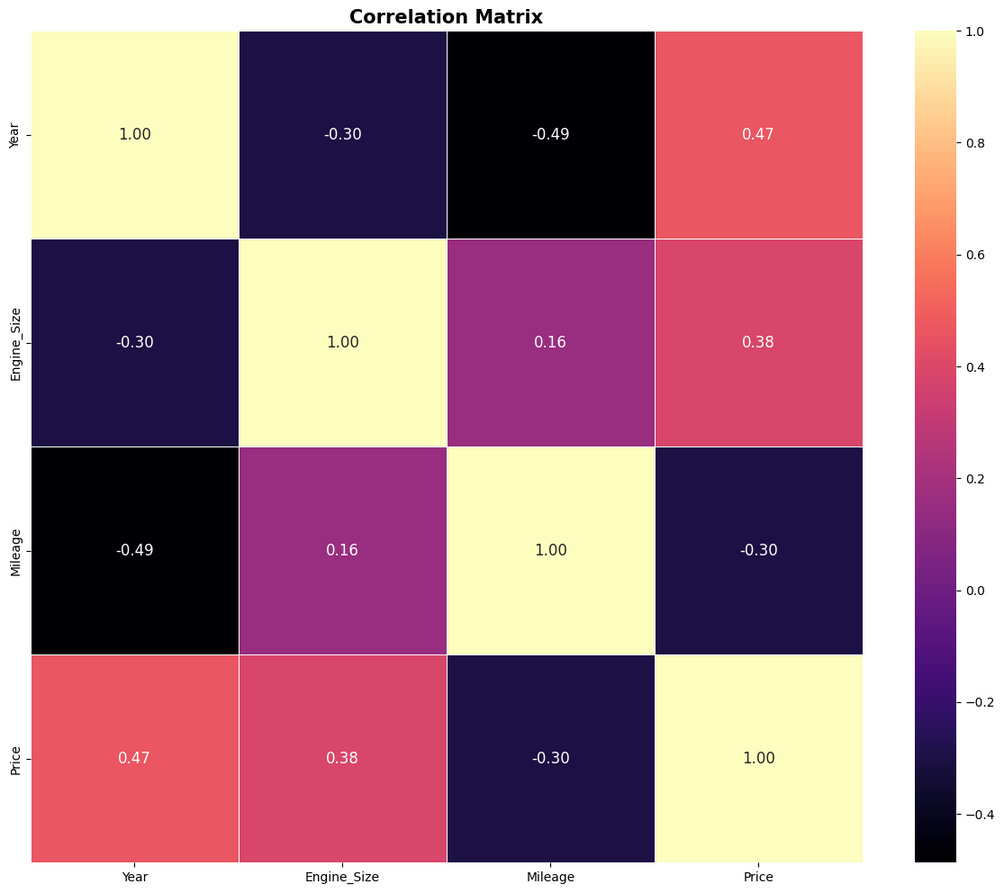 Correlation Matrix
Year 1.00 -0.30 -0.49 0.47
Engine_Size -0.30 1.00 0.16 0.38
Mileage -0.49 0.16 1.00 -0.30
Price 0.47 0.38 -0.30 1.00
Year Engine_Size Mileage Price
1.0
0.8
0.6
0.4
0.2
0.0
−0.2
−0.4